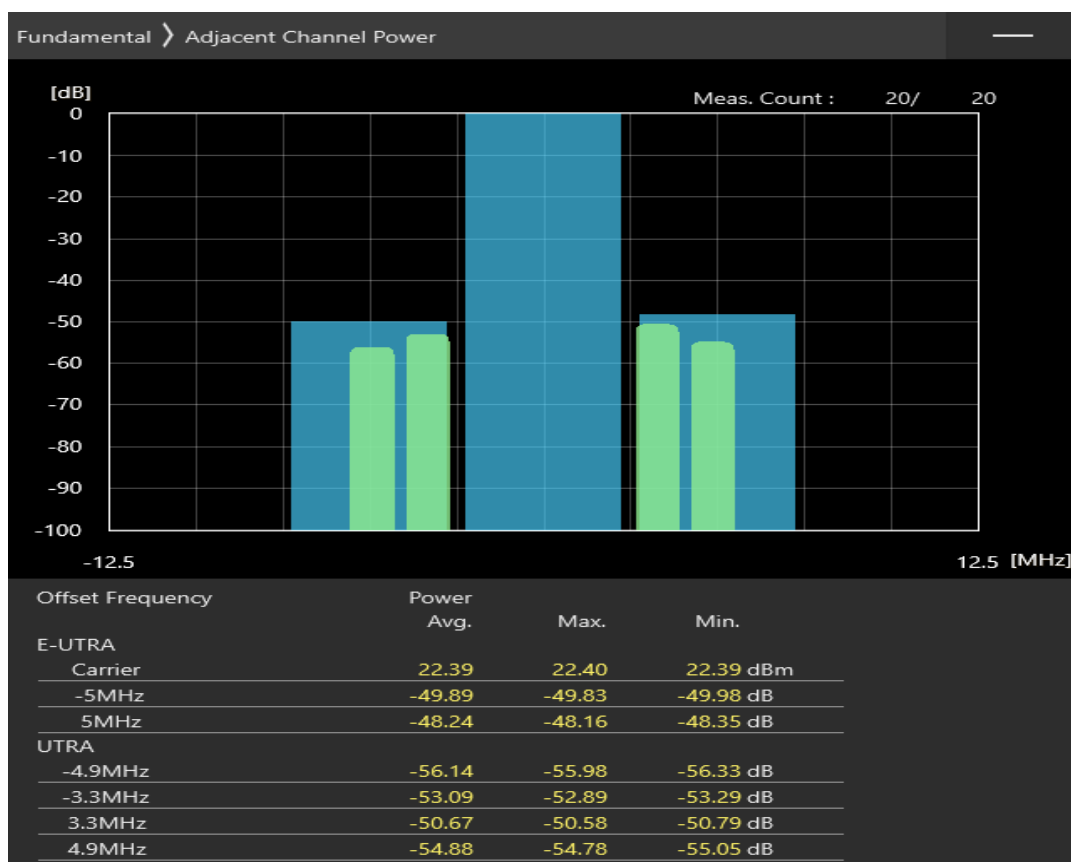 Fundamental ❯ Adjacent Channel Power
[dB]
Meas. Count : 20/ 20
0
-10
-20
-30
-40
-50
-60
-70
-80
-90
-100
-12.5 12.5 [MHz]
Offset Frequency Power
Avg. Max. Min.
E-UTRA
Carrier 22.39 22.40 22.39 dBm
-5MHz -49.89 -49.83 -49.98 dB
5MHz -48.24 -48.16 -48.35 dB
UTRA
-4.9MHz -56.14 -55.98 -56.33 dB
-3.3MHz -53.09 -52.89 -53.29 dB
3.3MHz -50.67 -50.58 -50.79 dB
4.9MHz -54.88 -54.78 -55.05 dB